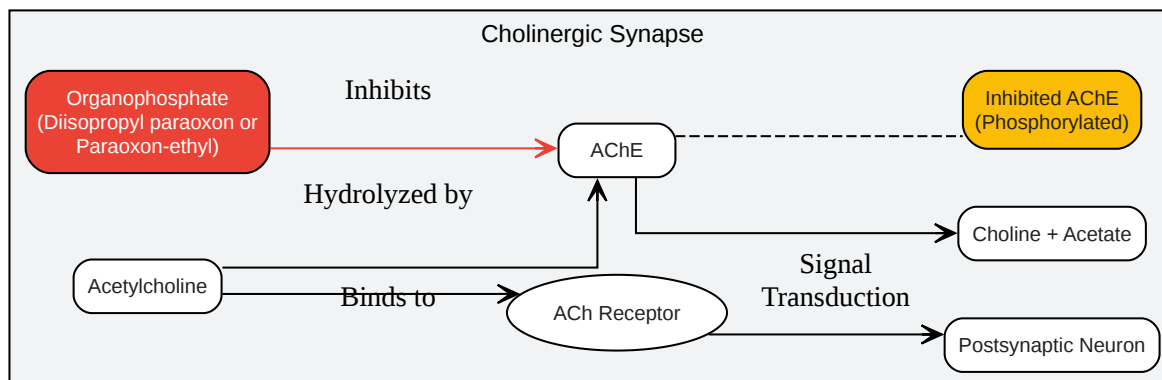 Cholinergic Synapse
Organophosphate
(Diisopropyl paraoxon or
Paraoxon-ethyl)
Inhibits
AChE
Inhibited AChE
(Phosphorylated)
Hydrolyzed by
Choline + Acetate
Acetylcholine
Binds to
ACh Receptor
Signal
Transduction
Postsynaptic Neuron